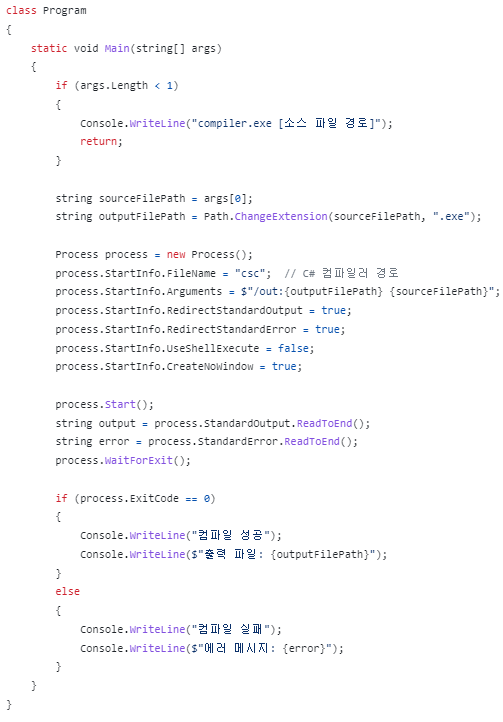 class Program
{
    static void Main(string[] args)
    {
        if (args.Length < 1)
        {
            Console.WriteLine("compiler.exe [소스 파일 경로]");
            return;
        }

        string sourceFilePath = args[0];
        string outputFilePath = Path.ChangeExtension(sourceFilePath, ".exe");

        Process process = new Process();
        process.StartInfo.FileName = "csc";  // C# 컴파일러 경로
        process.StartInfo.Arguments = $"/out:{outputFilePath} {sourceFilePath}";
        process.StartInfo.RedirectStandardOutput = true;
        process.StartInfo.RedirectStandardError = true;
        process.StartInfo.UseShellExecute = false;
        process.StartInfo.CreateNoWindow = true;

        process.Start();
        string output = process.StandardOutput.ReadToEnd();
        string error = process.StandardError.ReadToEnd();
        process.WaitForExit();

        if (process.ExitCode == 0)
        {
            Console.WriteLine("컴파일 성공");
            Console.WriteLine($"출력 파일: {outputFilePath}");
        }
        else
        {
            Console.WriteLine("컴파일 실패");
            Console.WriteLine($"에러 메시지: {error}");
        }
    }
}